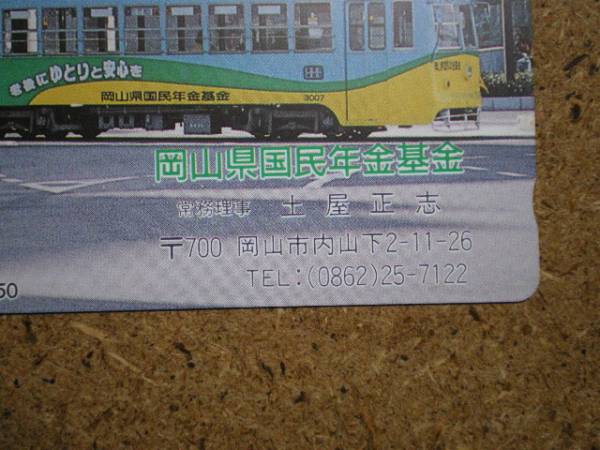 老後にゆとりと安心を
岡山県国民年金基金
3007
岡山県国民年金基金
常務理事 土屋正志
〒700 岡山市内山下2-11-26
TEL:(0862)25-7122
50